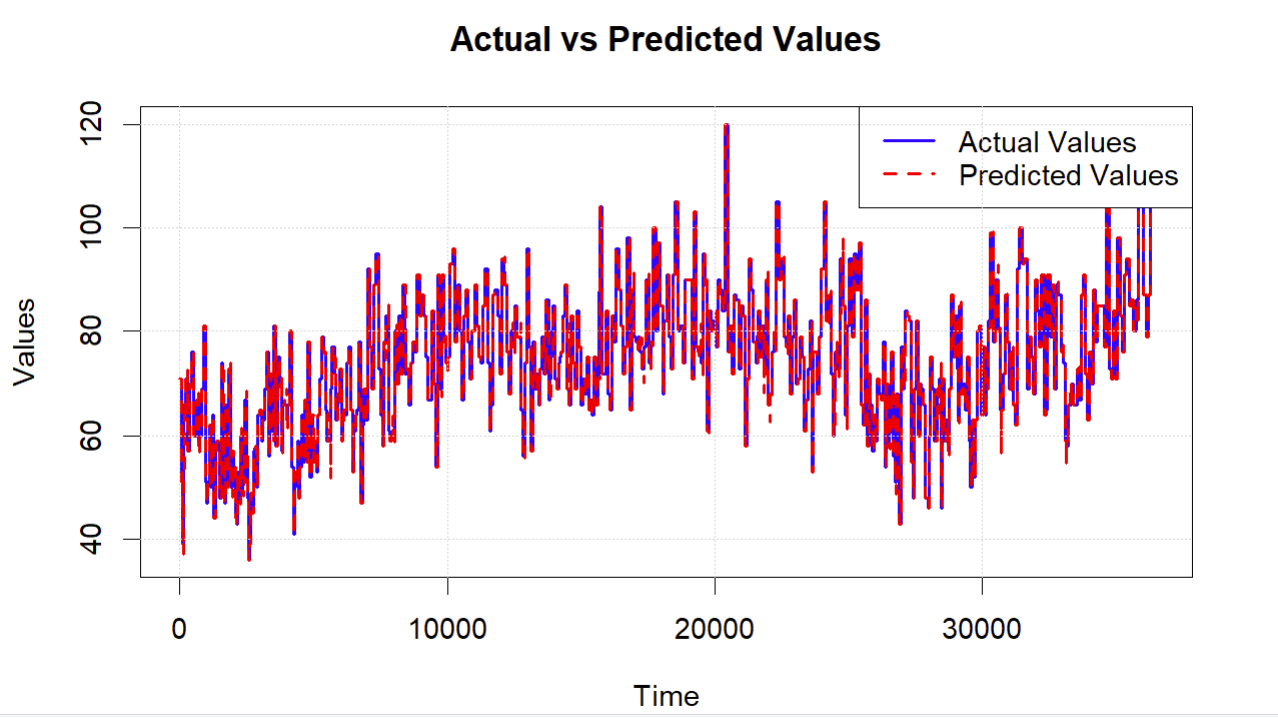 Actual vs Predicted Values
Values
120
100
80
60
40
Actual Values
Predicted Values
0 10000 20000 30000
Time